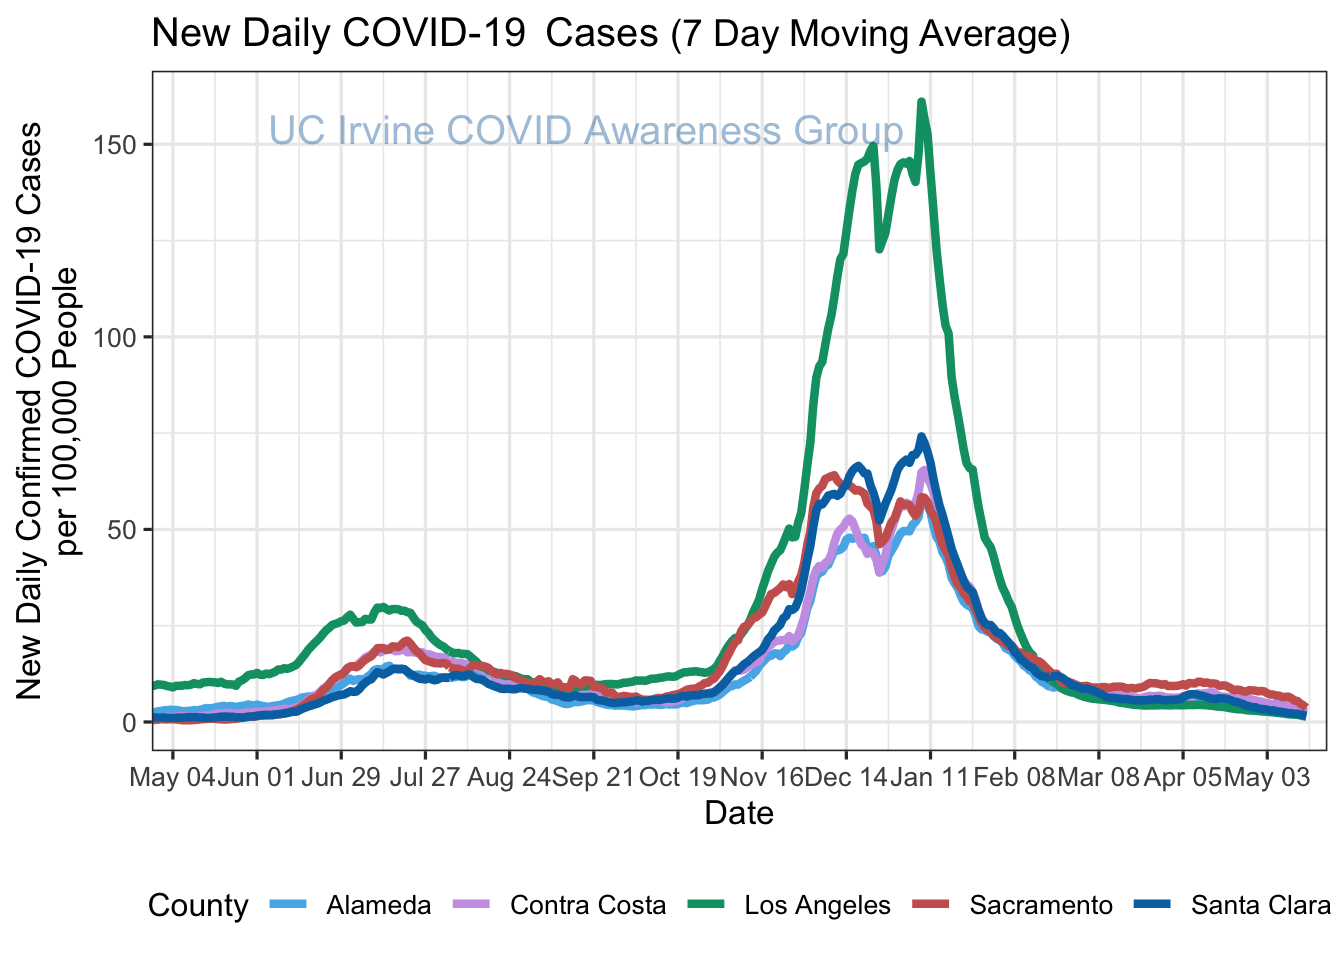 New Daily COVID-19  Cases (7 Day Moving Average)
UC Irvine COVID Awareness Group
New Daily Confirmed COVID-19 Cases
per 100,000 People
150
100
50
0
May 04 Jun 01 Jun 29 Jul 27 Aug 24 Sep 21 Oct 19 Nov 16 Dec 14 Jan 11 Feb 08 Mar 08 Apr 05 May 03
Date
County Alameda Contra Costa Los Angeles Sacramento Santa Clara